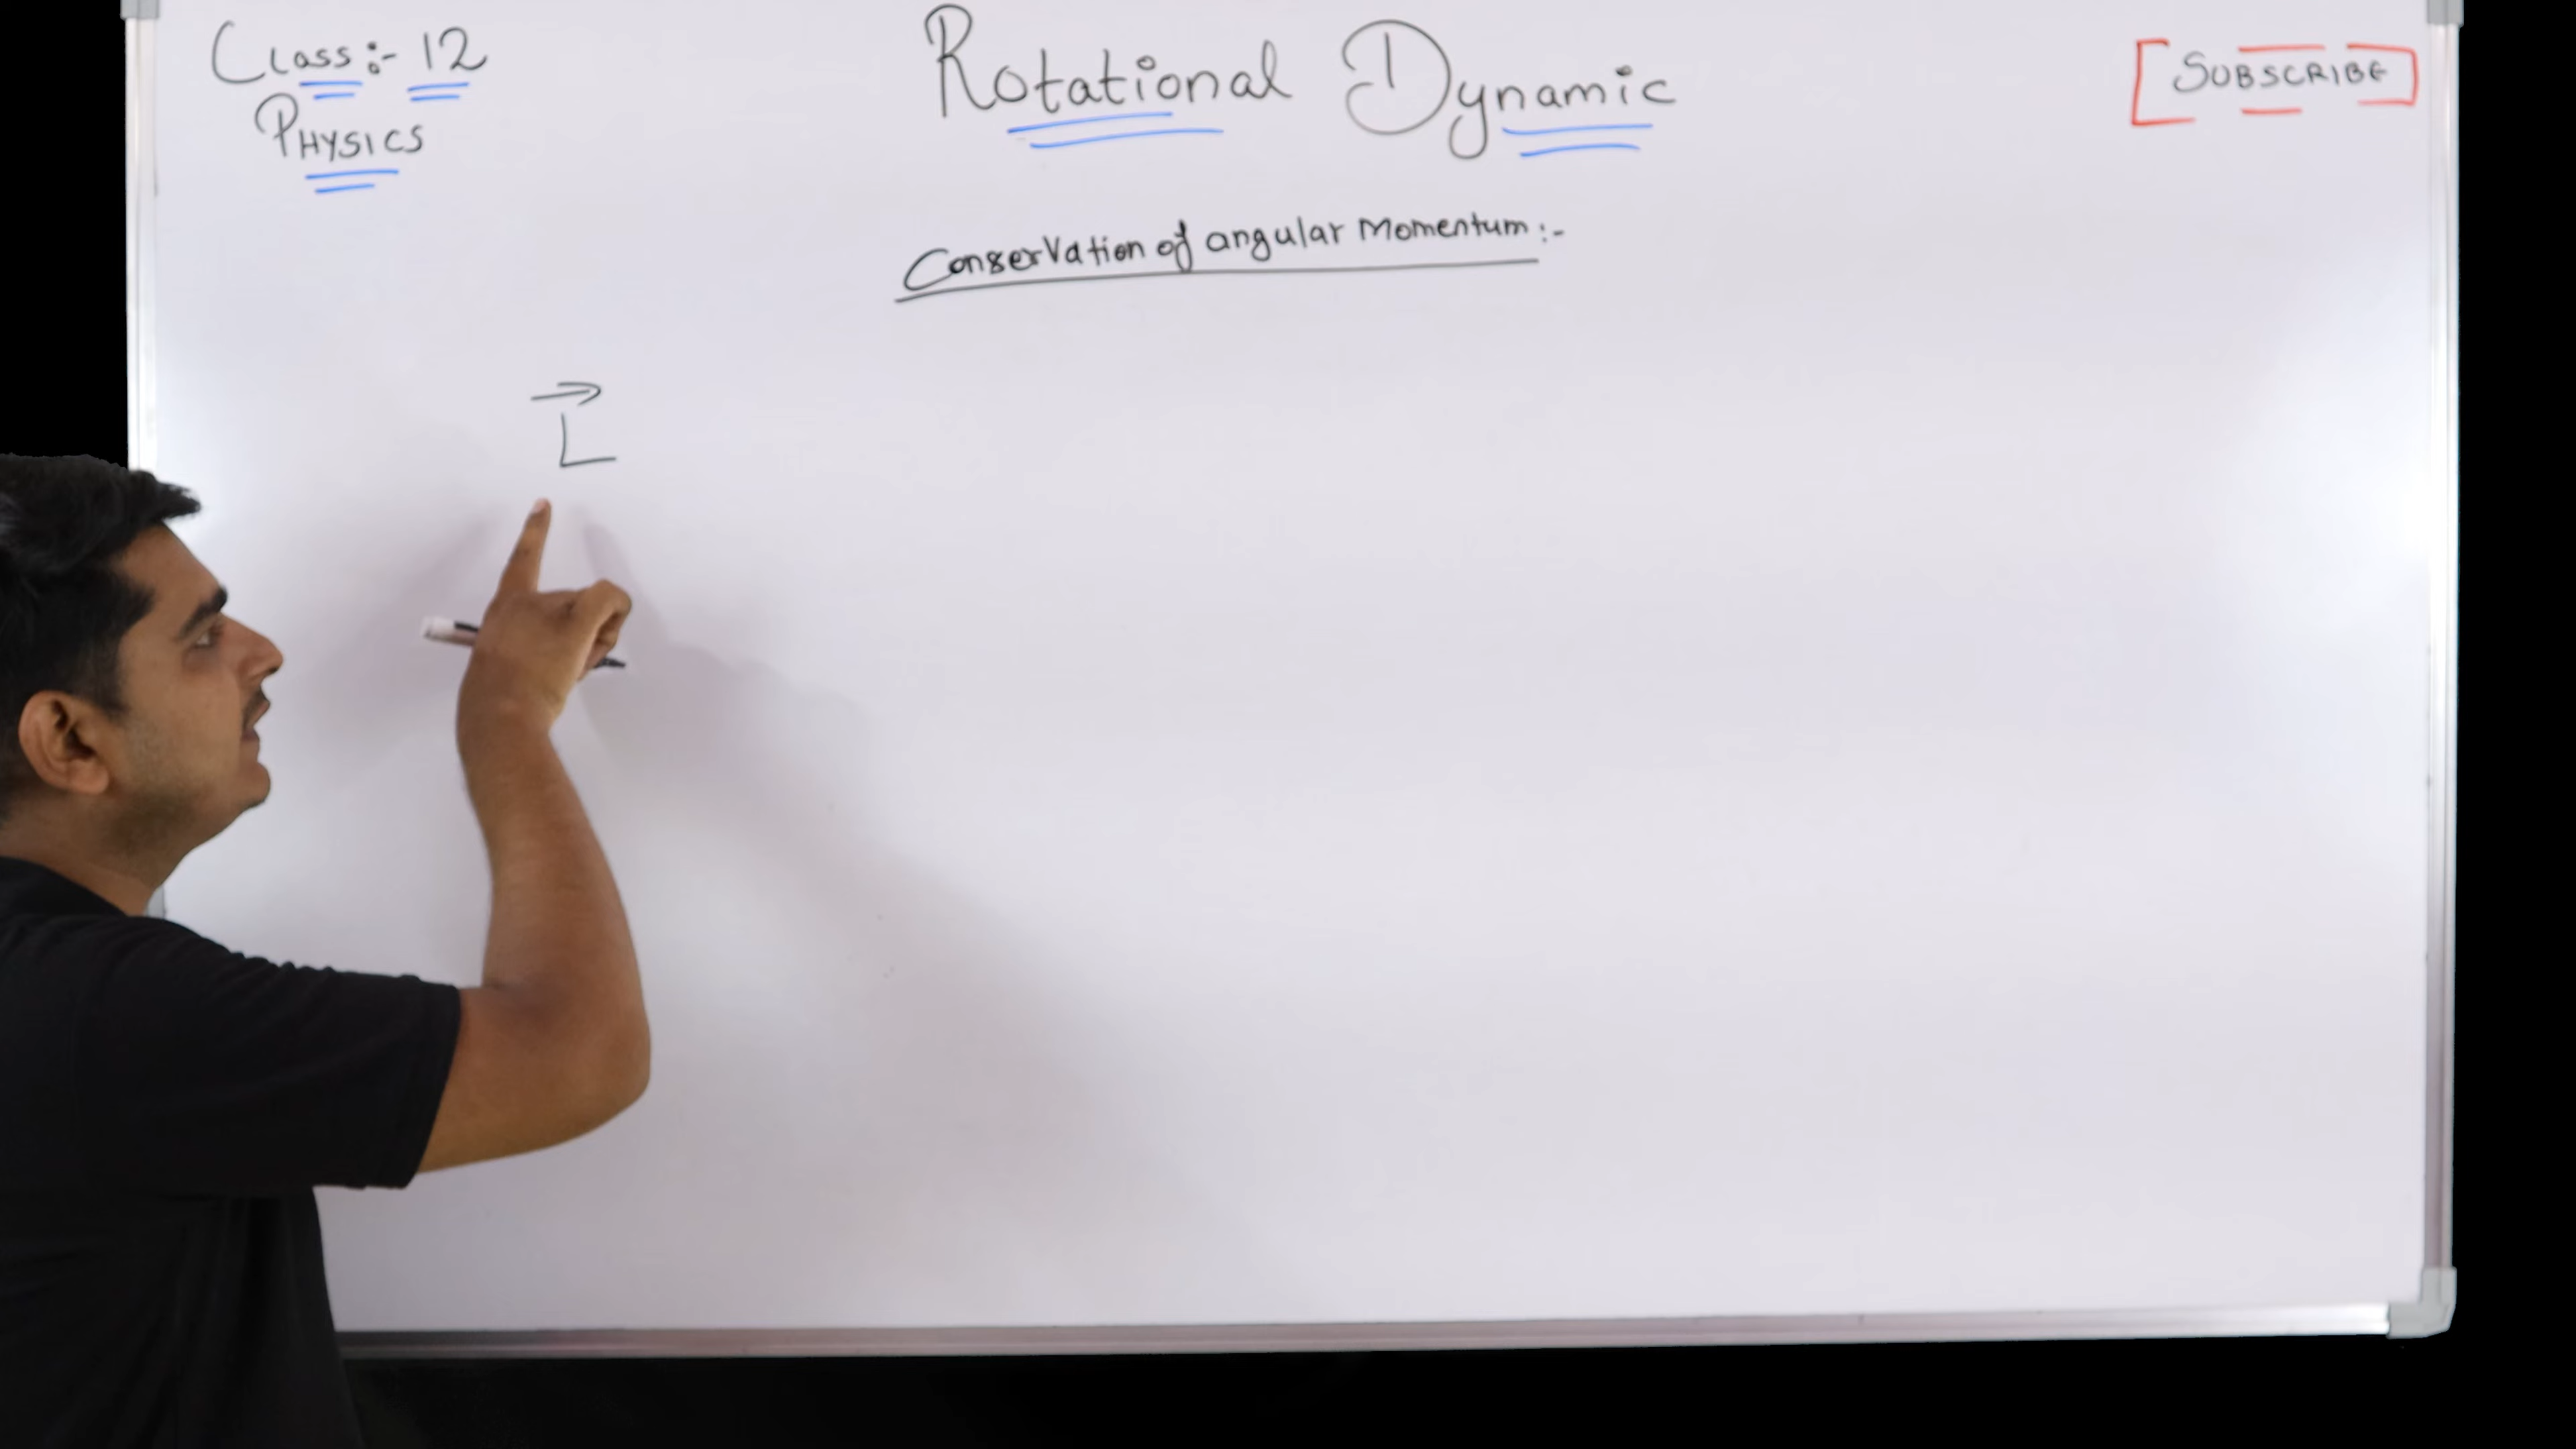 Class:- 12
PHYSICS
Rotational Dynamic
SUBSCRIBE
Conservation of angular Momentum:-
L⃗